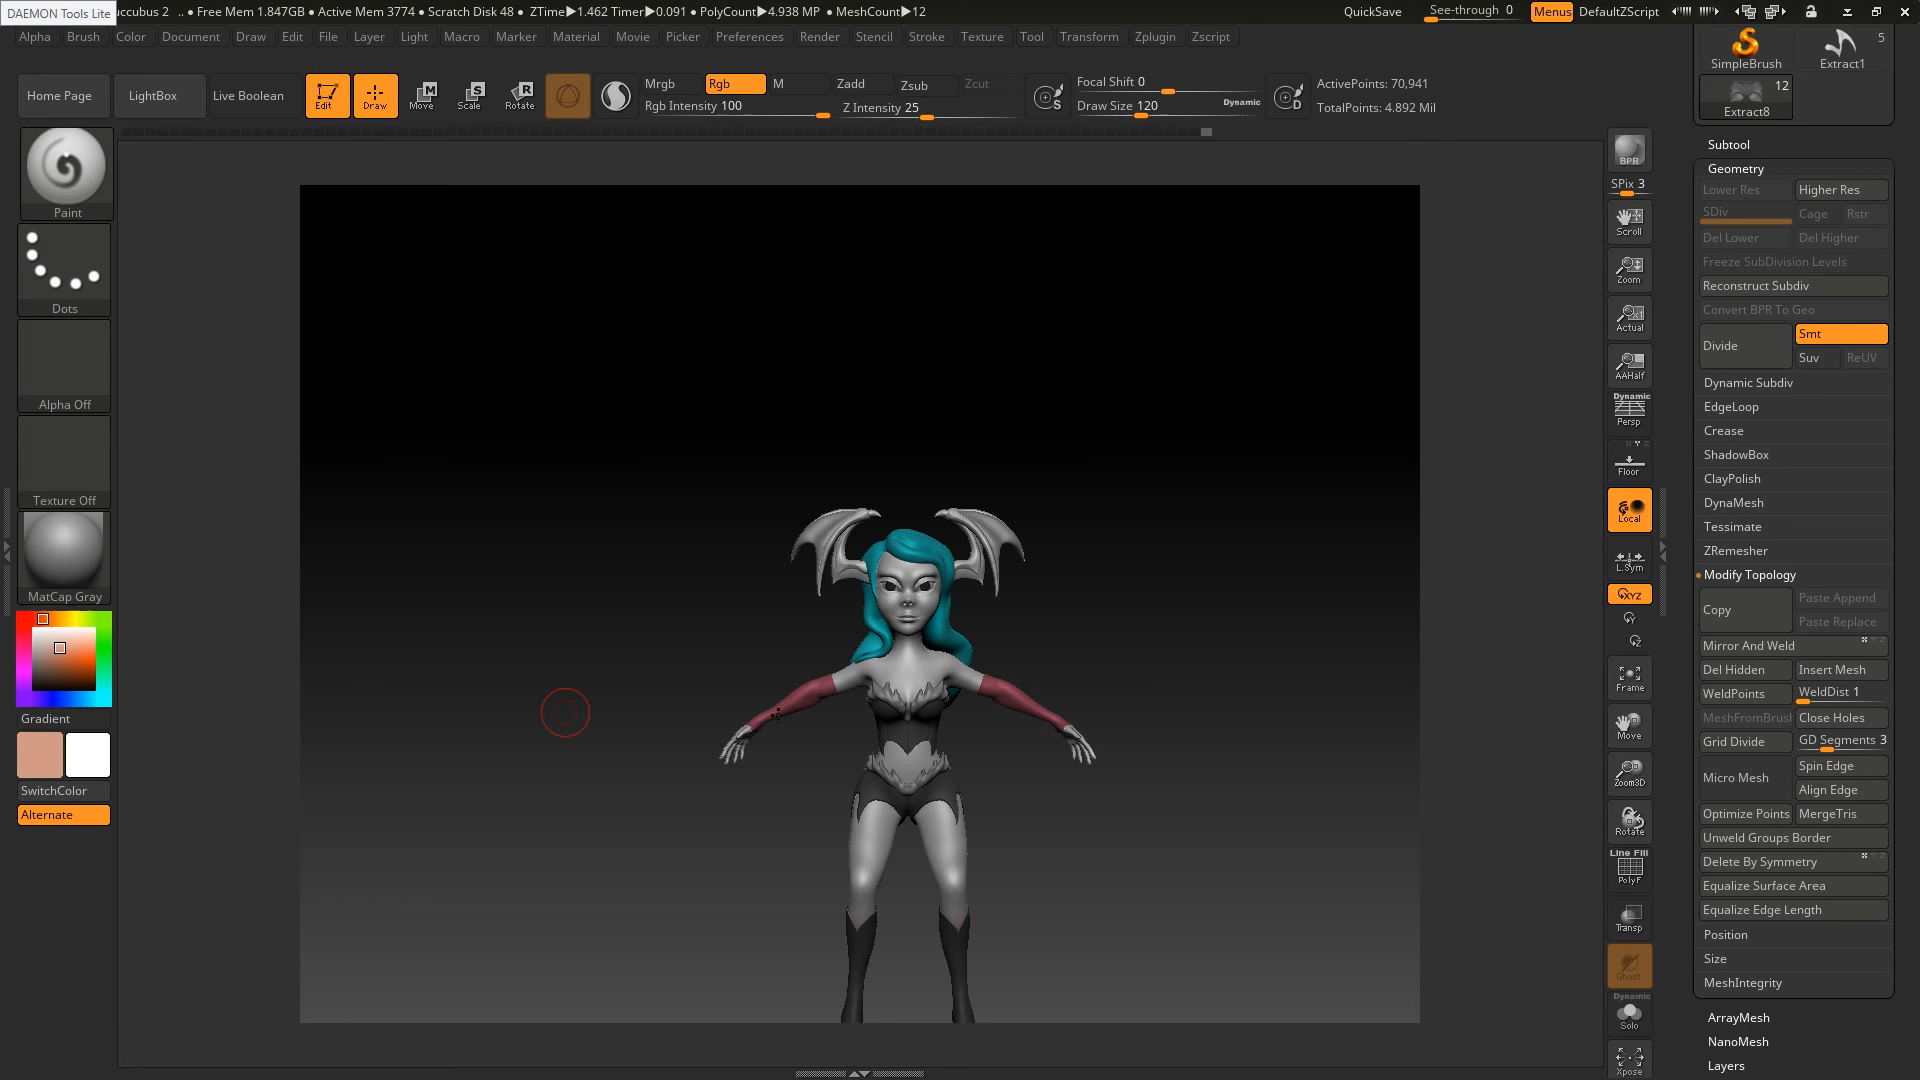 DAEMON Tools Lite
uccubus 2 .. • Free Mem 1.847GB • Active Mem 3774 • Scratch Disk 48 • ZTime▶1.462 Timer▶0.091 • PolyCount▶4.938 MP • MeshCount▶12
QuickSave See-through 0 Menus DefaultZScript
Alpha Brush Color Document Draw Edit File Layer Light Macro Marker Material Movie Picker Preferences Render Stencil Stroke Texture Tool Transform Zplugin Zscript
Home Page LightBox Live Boolean Edit Draw Move Scale Rotate
Mrgb Rgb M Zadd Zsub Zcut
Rgb Intensity 100 Z Intensity 25
Focal Shift 0
Draw Size 120 Dynamic
ActivePoints: 70,941
TotalPoints: 4.892 Mil
Paint
Dots
Alpha Off
Texture Off
MatCap Gray
Gradient
SwitchColor
Alternate
BPR
SPix 3
Scroll
Zoom
Actual
AAHalf
Dynamic
Persp
Floor
Local
L.Sym
XYZ
Frame
Move
Zoom3D
Rotate
Line Fill
PolyF
Transp
Ghost
Dynamic
Solo
Xpose
SimpleBrush 5 Extract1
12
Extract8
Subtool
Geometry
Lower Res Higher Res
SDiv Cage Rstr
Del Lower Del Higher
Freeze SubDivision Levels
Reconstruct Subdiv
Convert BPR To Geo
Divide Smt
Suv ReUV
Dynamic Subdiv
EdgeLoop
Crease
ShadowBox
ClayPolish
DynaMesh
Tessimate
ZRemesher
Modify Topology
Copy Paste Append
Paste Replace
Mirror And Weld
Del Hidden Insert Mesh
WeldPoints WeldDist 1
MeshFromBrush Close Holes
Grid Divide GD Segments 3
Micro Mesh Spin Edge
Align Edge
Optimize Points MergeTris
Unweld Groups Border
Delete By Symmetry
Equalize Surface Area
Equalize Edge Length
Position
Size
MeshIntegrity
ArrayMesh
NanoMesh
Layers